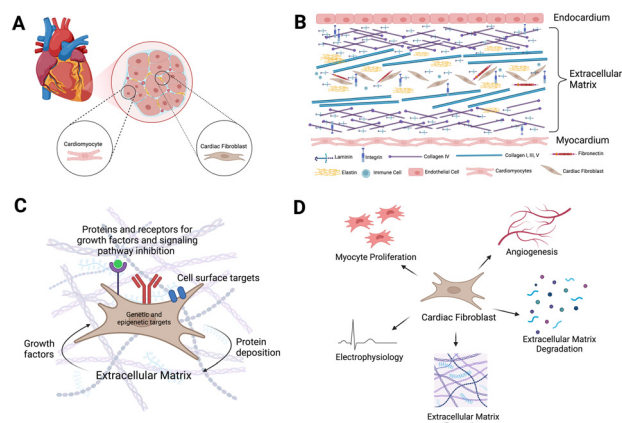 A
Cardiomyocyte
Cardiac Fibroblast
B
Endocardium
Extracellular
Matrix
Myocardium
Laminin
Integrin
Collagen IV
Collagen I, III, V
Fibronectin
Elastin
Immune Cell
Endothelial Cell
Cardiomyocytes
Cardiac Fibroblast
C
Proteins and receptors for
growth factors and signaling
pathway inhibition
Cell surface targets
Genetic and
epigenetic targets
Growth
factors
Protein
deposition
Extracellular Matrix
D
Myocyte Proliferation
Angiogenesis
Cardiac Fibroblast
Electrophysiology
Extracellular Matrix
Degradation
Extracellular Matrix